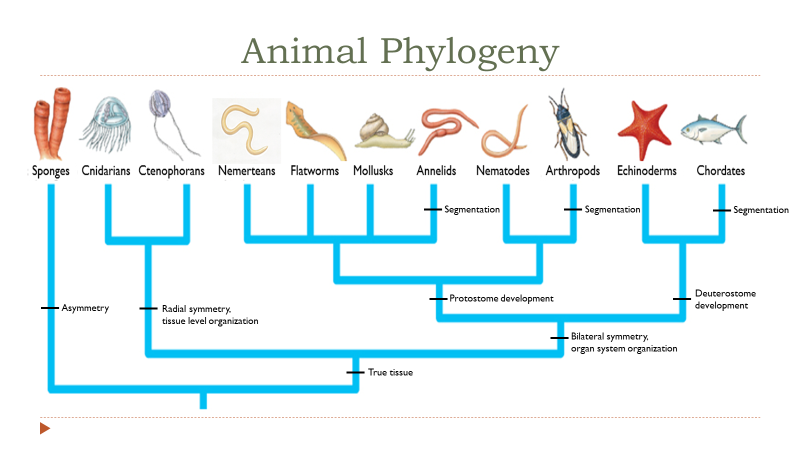 Animal Phylogeny
Sponges Cnidarians Ctenophorans Nemerteans Flatworms Mollusks Annelids Nematodes Arthropods Echinoderms Chordates
Segmentation Segmentation Segmentation
Asymmetry
Radial symmetry,
tissue level organization
Protostome development
Deuterostome
development
Bilateral symmetry,
organ system organization
True tissue